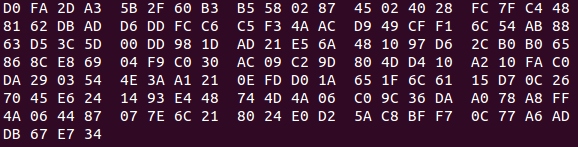 D0 FA 2D A3 5B 2F 60 B3 B5 58 02 87 45 02 40 28 FC 7F C4 48
81 62 DB AD D6 DD FC C6 C5 F3 4A AC D9 49 CF F1 6C 54 AB 88
63 D5 3C 5D 00 DD 98 1D AD 21 E5 6A 48 10 97 D6 2C B0 B0 65
86 8C E8 69 04 F9 C0 30 AC 09 C2 9D 80 4D D4 10 A2 10 FA C0
DA 29 03 54 4E 3A A1 21 0E FD D0 1A 65 1F 6C 61 15 D7 0C 26
70 45 E6 24 14 93 E4 48 74 4D 4A 06 C0 9C 36 DA A0 78 A8 FF
4A 06 44 87 07 7E 6C 21 80 24 E0 D2 5A C8 BF F7 0C 77 A6 AD
DB 67 E7 34